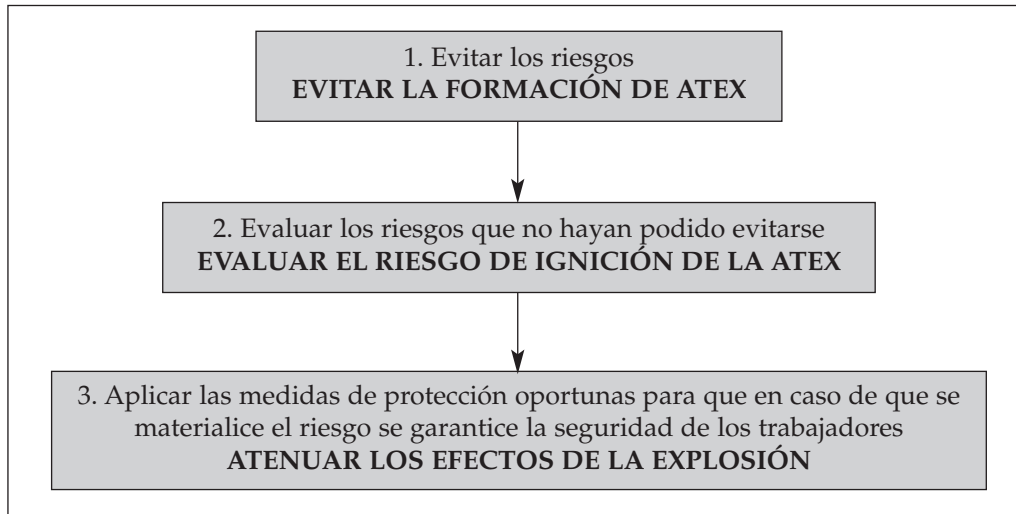 1. Evitar los riesgos
EVITAR LA FORMACIÓN DE ATEX
2. Evaluar los riesgos que no hayan podido evitarse
EVALUAR EL RIESGO DE IGNICIÓN DE LA ATEX
3. Aplicar las medidas de protección oportunas para que en caso de que se
materialice el riesgo se garantice la seguridad de los trabajadores
ATENUAR LOS EFECTOS DE LA EXPLOSIÓN